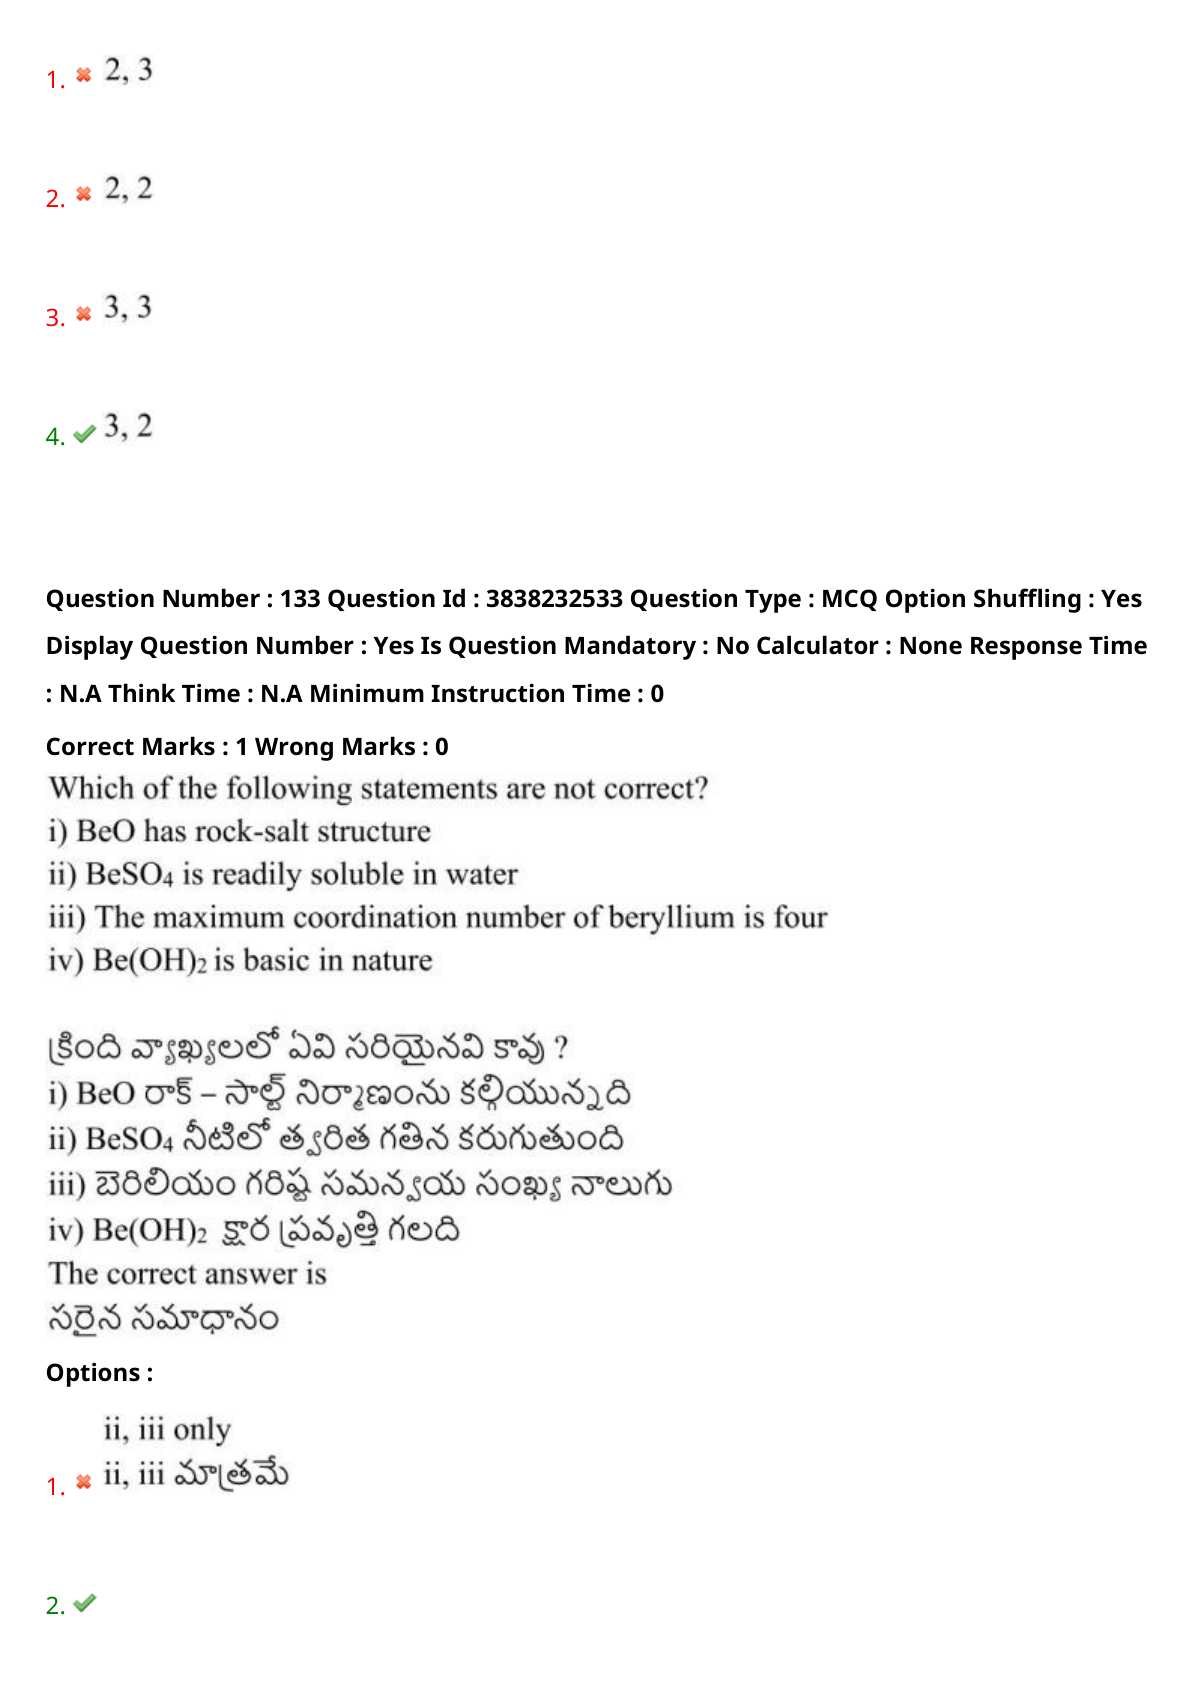 1. 2, 3
2. 2, 2
3. 3, 3
4. 3, 2
Question Number : 133 Question Id : 3838232533 Question Type : MCQ Option Shuffling : Yes
Display Question Number : Yes Is Question Mandatory : No Calculator : None Response Time
: N.A Think Time : N.A Minimum Instruction Time : 0
Correct Marks : 1 Wrong Marks : 0
Which of the following statements are not correct?
i) BeO has rock-salt structure
ii) BeSO₄ is readily soluble in water
iii) The maximum coordination number of beryllium is four
iv) Be(OH)₂ is basic in nature
క్రింది వ్యాఖ్యలలో ఏవి సరియైనవి కావు ?
i) BeO రాక్ – సాల్ట్ నిర్మాణంను కల్గియున్నది
ii) BeSO₄ నీటిలో త్వరిత గతిన కరుగుతుంది
iii) బెరిలియం గరిష్ట సమన్వయ సంఖ్య నాలుగు
iv) Be(OH)₂ క్షార ప్రవృత్తి గలది
The correct answer is
సరైన సమాధానం
Options :
ii, iii only
1. ii, iii మాత్రమే
2.